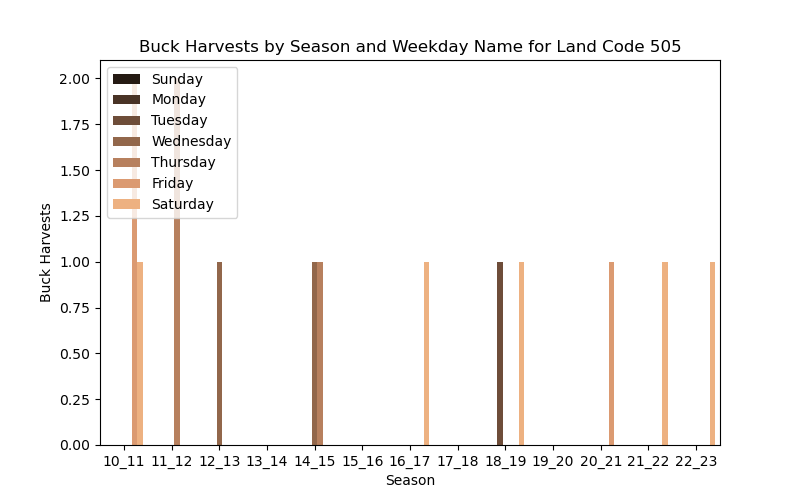 Buck Harvests by Season and Weekday Name for Land Code 505
2.00
1.75
1.50
1.25
1.00
0.75
0.50
0.25
0.00
Buck Harvests
Sunday
Monday
Tuesday
Wednesday
Thursday
Friday
Saturday
10_11 11_12 12_13 13_14 14_15 15_16 16_17 17_18 18_19 19_20 20_21 21_22 22_23
Season